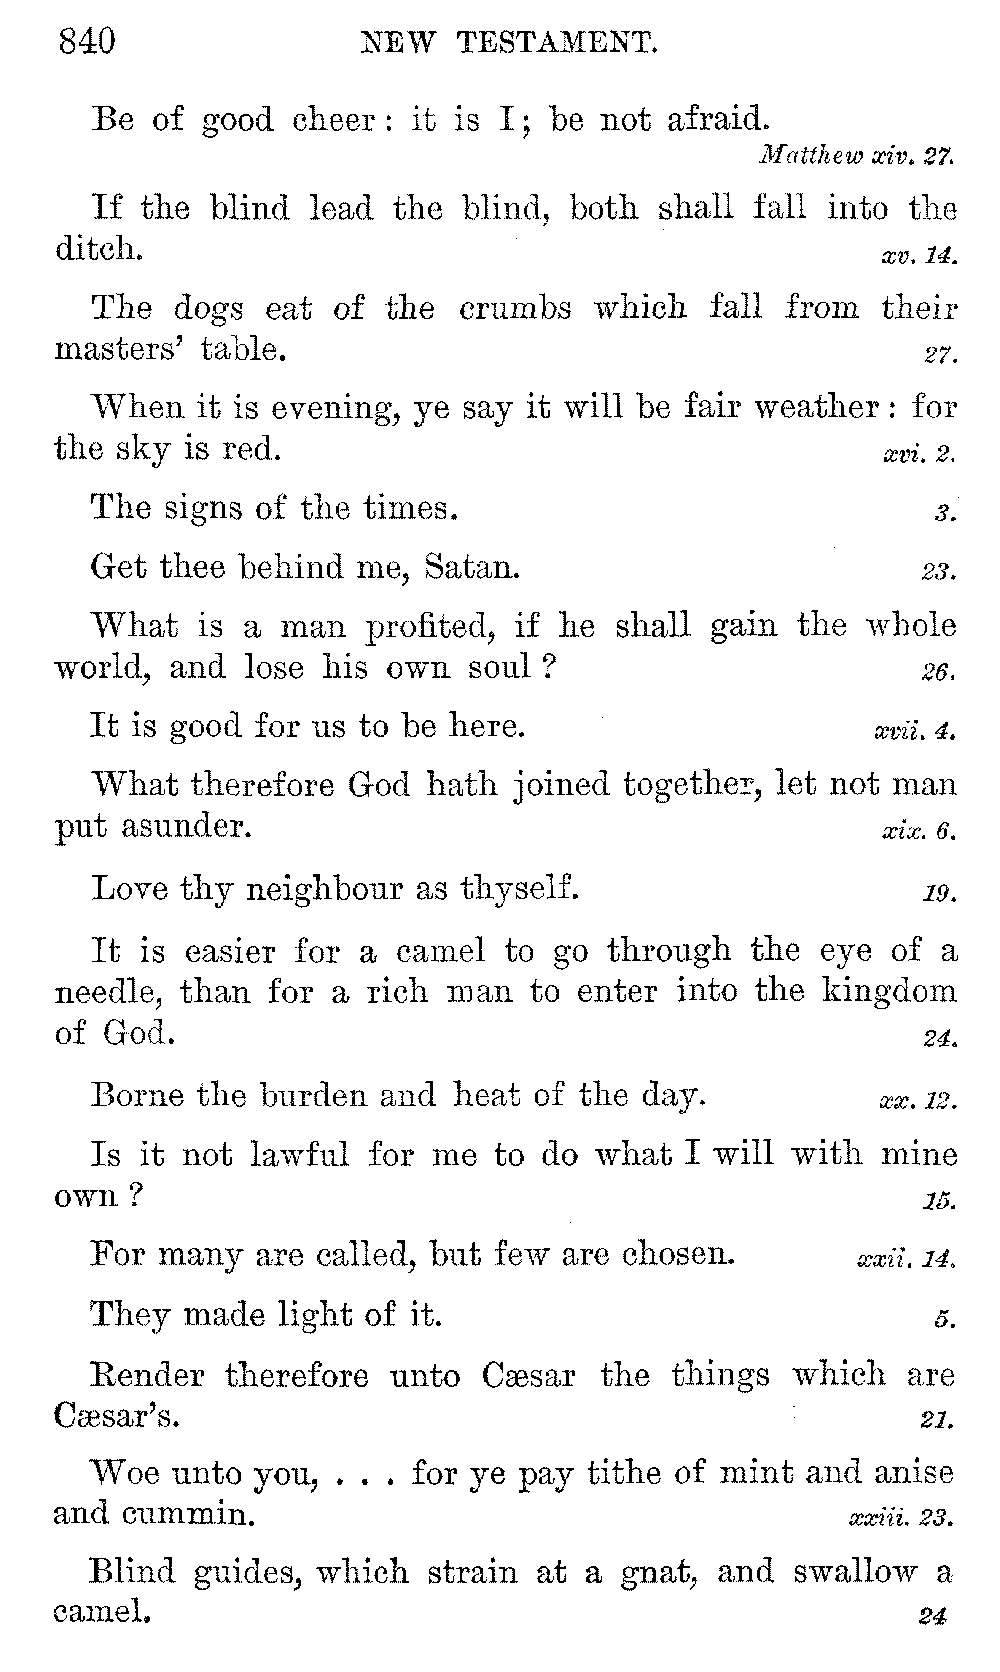 840 NEW TESTAMENT.
Be of good cheer: it is I; be not afraid.
Matthew xiv. 27.
If the blind lead the blind, both shall fall into the
ditch. xv. 14.
The dogs eat of the crumbs which fall from their
masters' table. 27.
When it is evening, ye say it will be fair weather: for
the sky is red. xvi. 2.
The signs of the times. 3.
Get thee behind me, Satan. 23.
What is a man profited, if he shall gain the whole
world, and lose his own soul? 26.
It is good for us to be here. xvii. 4.
What therefore God hath joined together, let not man
put asunder. xix. 6.
Love thy neighbour as thyself. 19.
It is easier for a camel to go through the eye of a
needle, than for a rich man to enter into the kingdom
of God. 24.
Borne the burden and heat of the day. xx. 12.
Is it not lawful for me to do what I will with mine
own? 15.
For many are called, but few are chosen. xxii. 14.
They made light of it. 5.
Render therefore unto Cæsar the things which are
Cæsar's. 21.
Woe unto you, . . . for ye pay tithe of mint and anise
and cummin. xxiii. 23.
Blind guides, which strain at a gnat, and swallow a
camel. 24